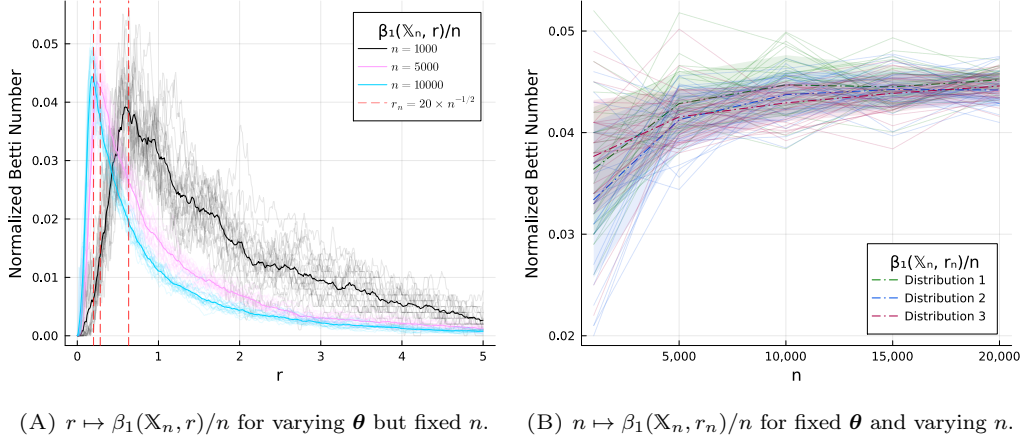 Normalized Betti Number
0.05
0.04
0.03
0.02
0.01
0.00
0 1 2 3 4 5
r
β₁(𝕏ₙ, r)/n
n = 1000
n = 5000
n = 10000
rₙ = 20 × n^{-1/2}
Normalized Betti Number
0.05
0.04
0.03
0.02
5,000 10,000 15,000 20,000
n
β₁(𝕏ₙ, rₙ)/n
Distribution 1
Distribution 2
Distribution 3
(A) r ↦ β₁(𝕏ₙ, r)/n for varying θ but fixed n.
(B) n ↦ β₁(𝕏ₙ, rₙ)/n for fixed θ and varying n.